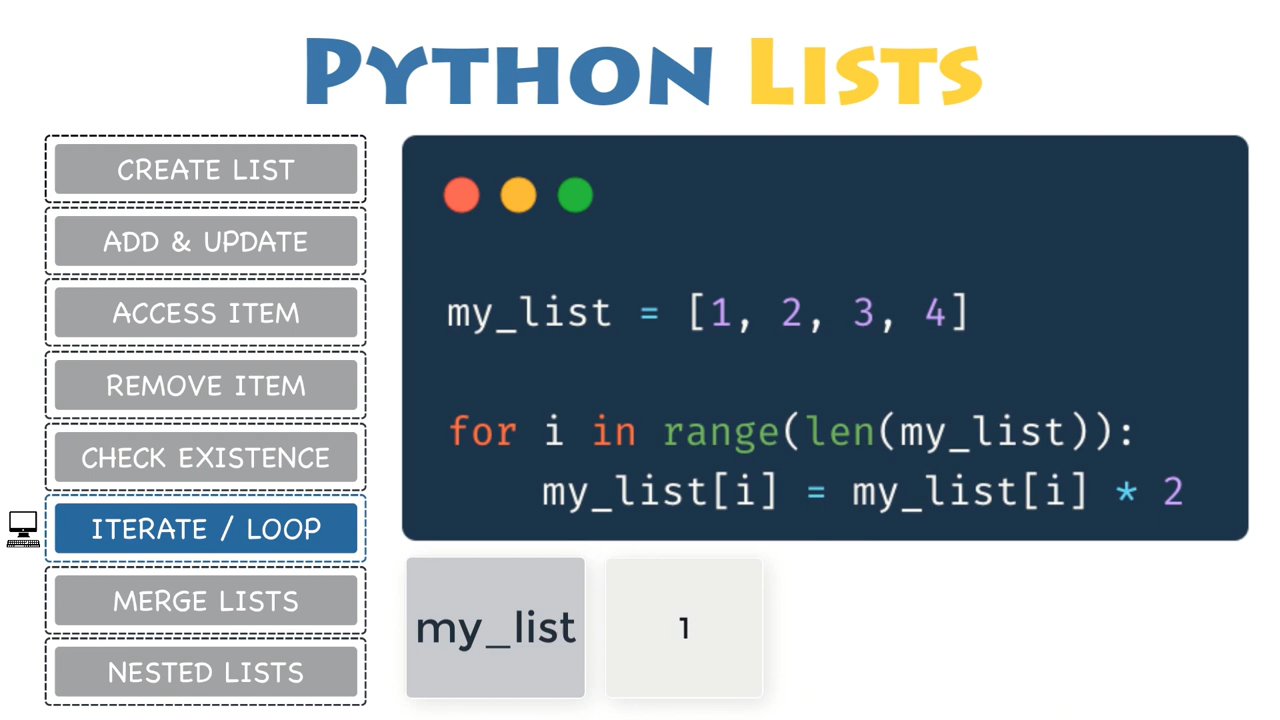 PYTHON LISTS
CREATE LIST
ADD & UPDATE
ACCESS ITEM
REMOVE ITEM
CHECK EXISTENCE
ITERATE / LOOP
MERGE LISTS
NESTED LISTS
my_list = [1, 2, 3, 4]
for i in range(len(my_list)):
    my_list[i] = my_list[i] * 2
my_list 1